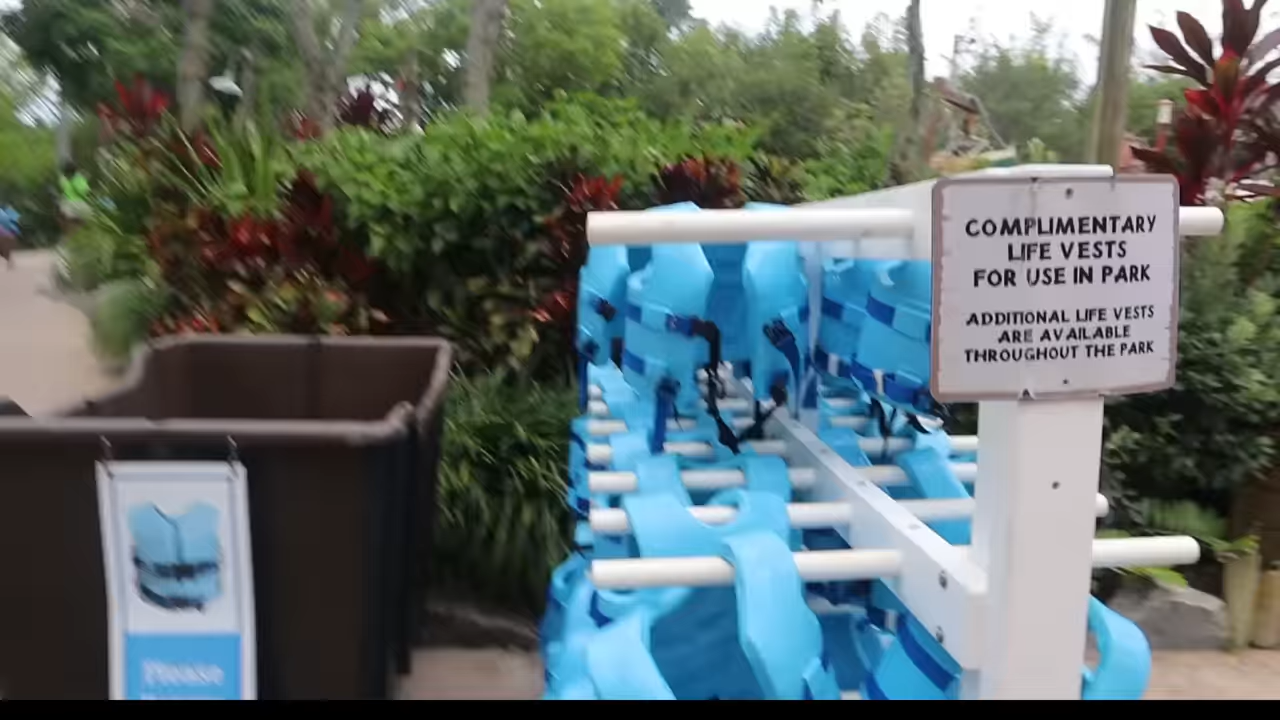 COMPLIMENTARY
LIFE VESTS
FOR USE IN PARK
ADDITIONAL LIFE VESTS
ARE AVAILABLE
THROUGHOUT THE PARK
Please